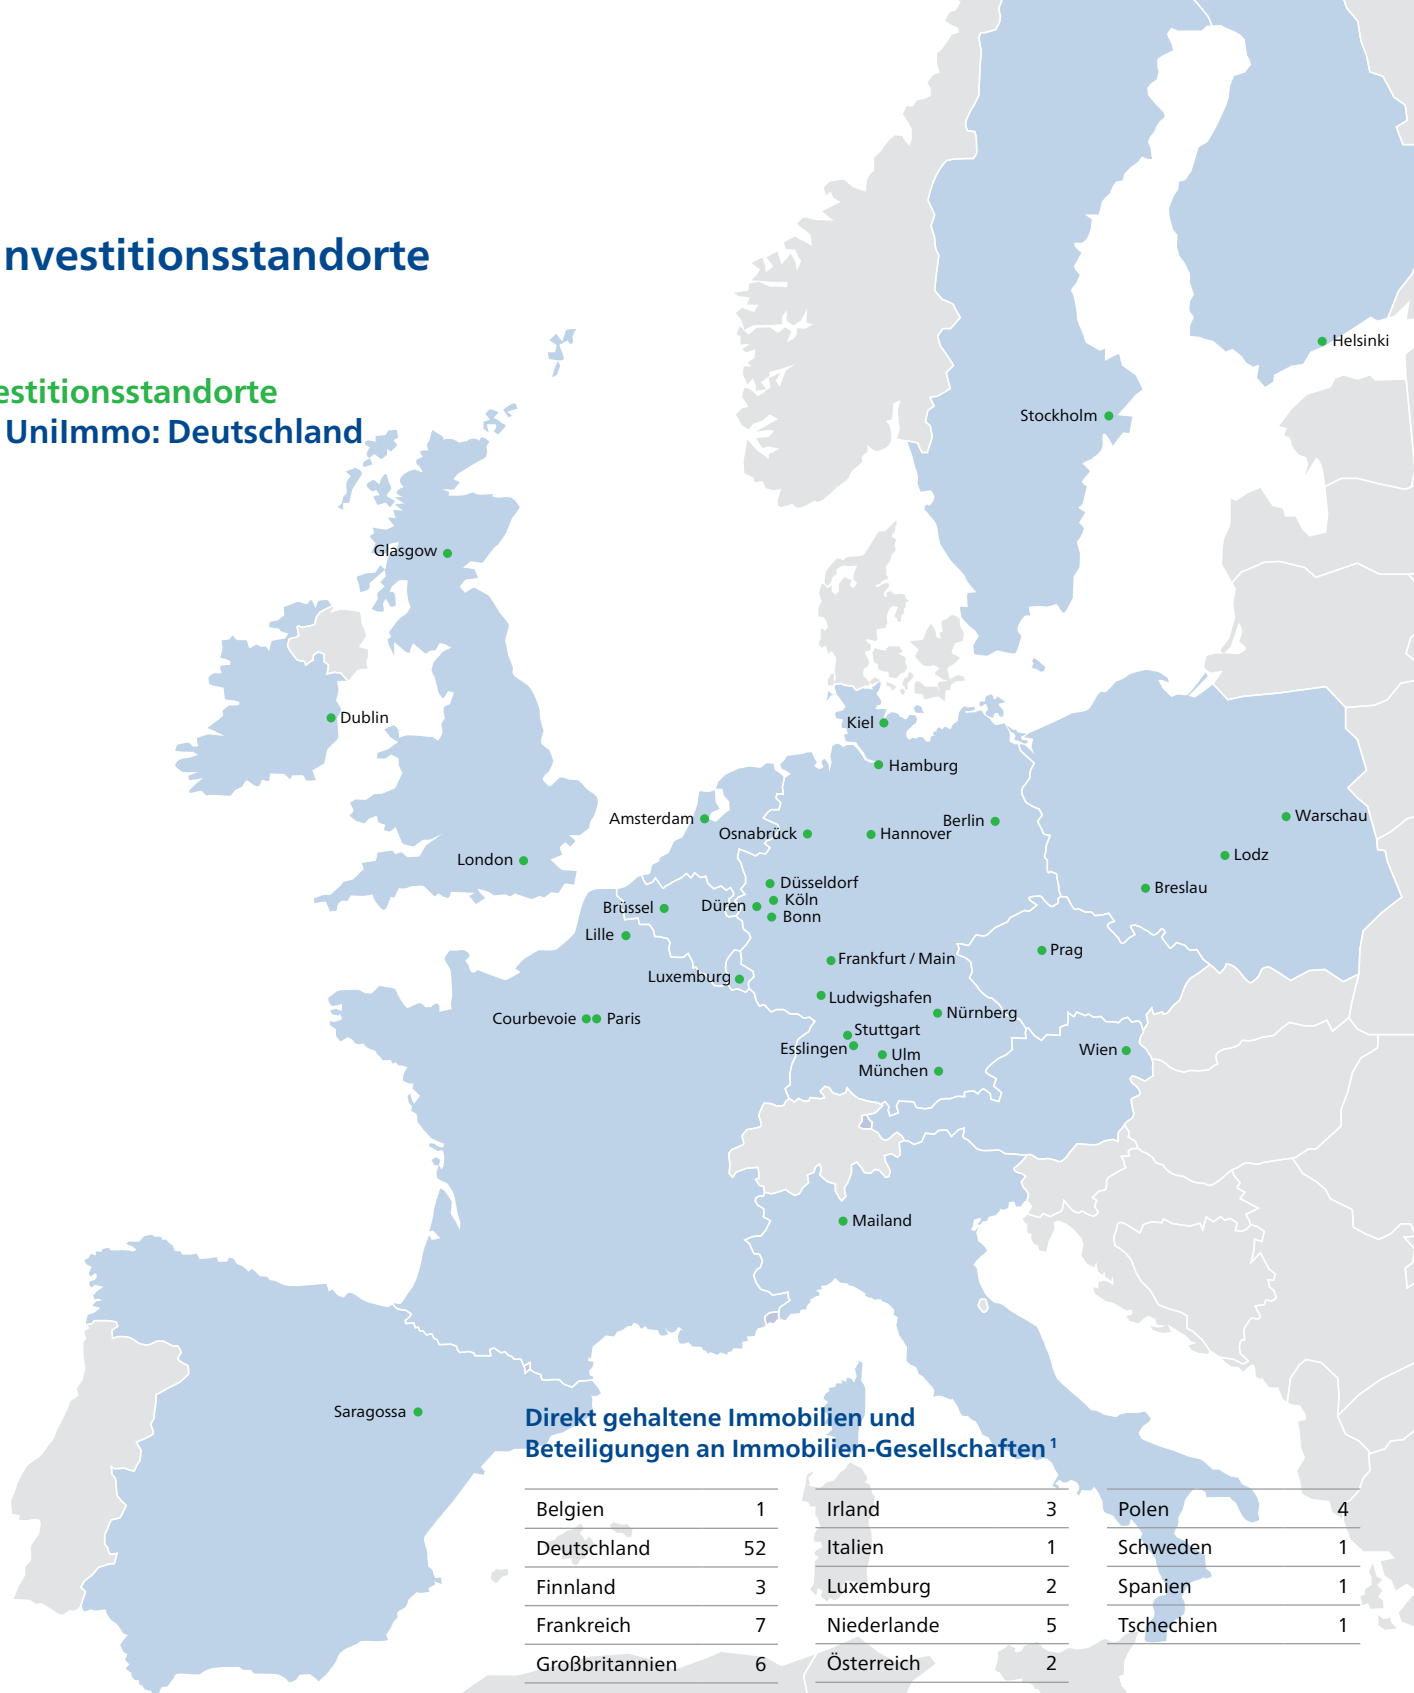 nvestitionsstandorte
estitionsstandorte
UniImmo: Deutschland
Helsinki
Stockholm
Glasgow
Dublin
Kiel
Hamburg
Amsterdam
Osnabrück
Hannover
Berlin
Warschau
London
Lodz
Düsseldorf
Breslau
Brüssel
Düren
Köln
Bonn
Lille
Prag
Frankfurt / Main
Luxemburg
Ludwigshafen
Nürnberg
Courbevoie
Paris
Stuttgart
Esslingen
Ulm
Wien
München
Mailand
Saragossa
Direkt gehaltene Immobilien und
Beteiligungen an Immobilien-Gesellschaften¹
Belgien 1
Deutschland 52
Finnland 3
Frankreich 7
Großbritannien 6
Irland 3
Italien 1
Luxemburg 2
Niederlande 5
Österreich 2
Polen 4
Schweden 1
Spanien 1
Tschechien 1